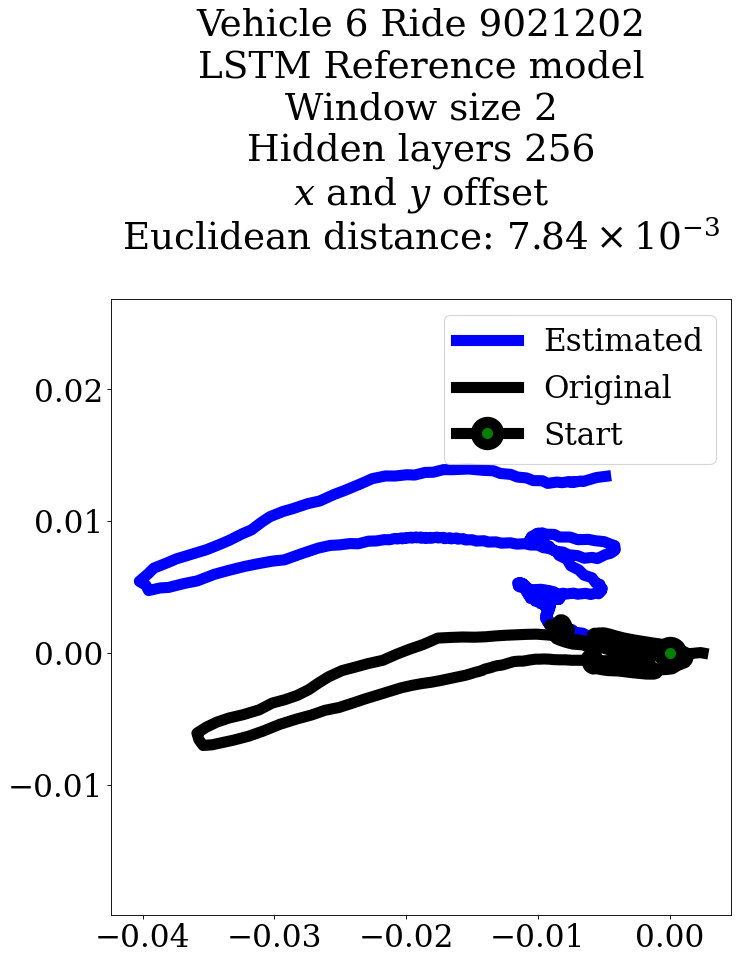 Vehicle 6 Ride 9021202
LSTM Reference model
Window size 2
Hidden layers 256
x and y offset
Euclidean distance: 7.84 × 10⁻³
Estimated
Original
Start
0.02
0.01
0.00
−0.01
−0.04 −0.03 −0.02 −0.01 0.00